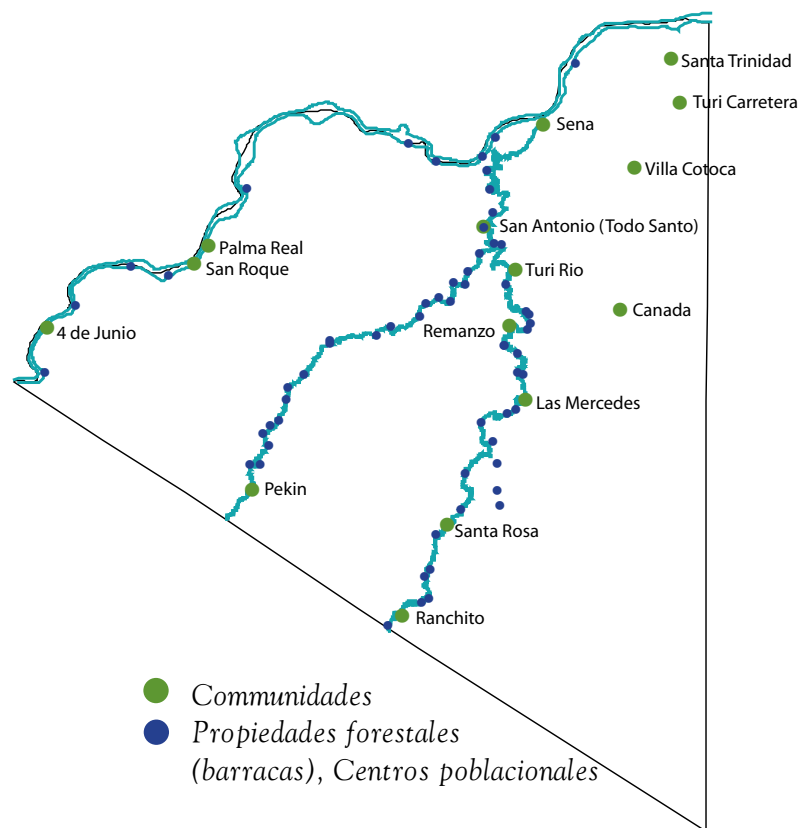 Santa Trinidad
Turi Carretera
Sena
Villa Cotoca
San Antonio (Todo Santo)
Palma Real
San Roque
Turi Rio
Canada
4 de Junio
Remanzo
Las Mercedes
Pekin
Santa Rosa
Ranchito
Communidades
Propiedades forestales
(barracas), Centros poblacionales